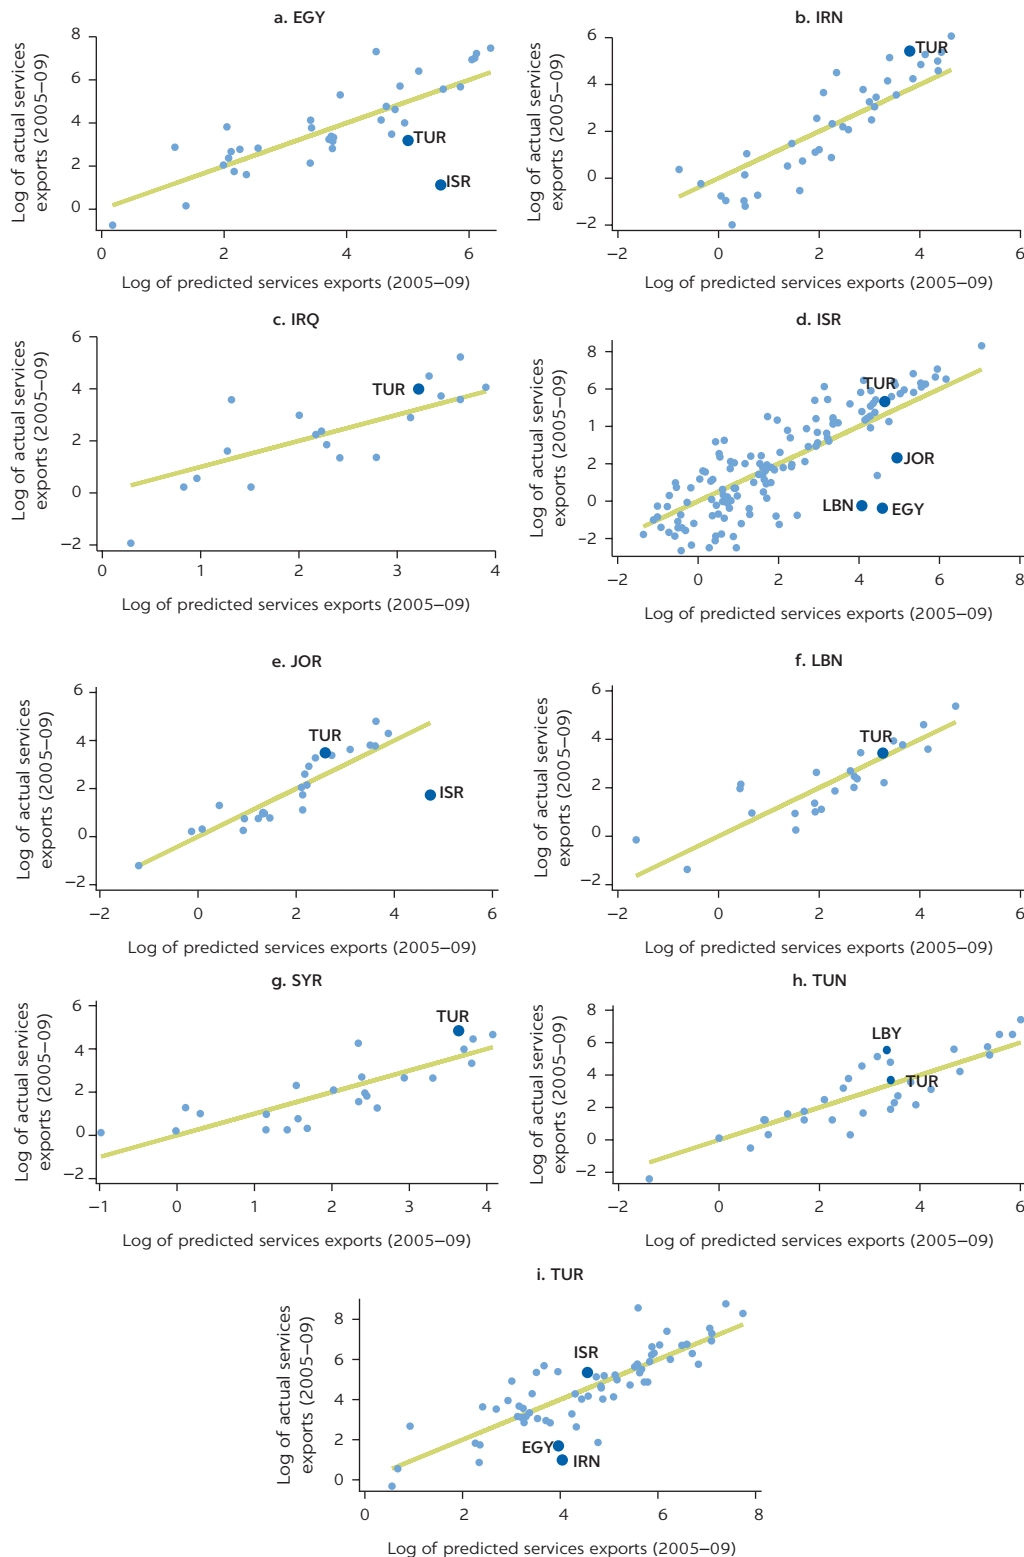 a. EGY
Log of actual services
exports (2005–09)
8
6
4
2
0
TUR
ISR
0 2 4 6
Log of predicted services exports (2005–09)
b. IRN
Log of actual services
exports (2005–09)
6
4
2
0
−2
TUR
−2 0 2 4 6
Log of predicted services exports (2005–09)
c. IRQ
Log of actual services
exports (2005–09)
6
4
2
0
−2
TUR
1 2 3 4
Log of predicted services exports (2005–09)
d. ISR
Log of actual services
exports (2005–09)
8
6
1
2
0
−2
TUR
JOR
LBN
EGY
−2 0 2 4 6 8
Log of predicted services exports (2005–09)
e. JOR
Log of actual services
exports (2005–09)
6
4
2
0
−2
TUR
ISR
−2 0 2 4 6
Log of predicted services exports (2005–09)
f. LBN
Log of actual services
exports (2005–09)
6
4
2
0
−2
TUR
−2 0 2 4 6
Log of predicted services exports (2005–09)
g. SYR
Log of actual services
exports (2005–09)
6
4
2
0
−2
TUR
−1 0 1 2 3 4
Log of predicted services exports (2005–09)
h. TUN
Log of actual services
exports (2005–09)
8
6
4
2
0
−2
LBY
TUR
−2 0 2 4 6
Log of predicted services exports (2005–09)
i. TUR
Log of actual services
exports (2005–09)
8
6
4
2
0
ISR
EGY
IRN
0 2 4 6 8
Log of predicted services exports (2005–09)